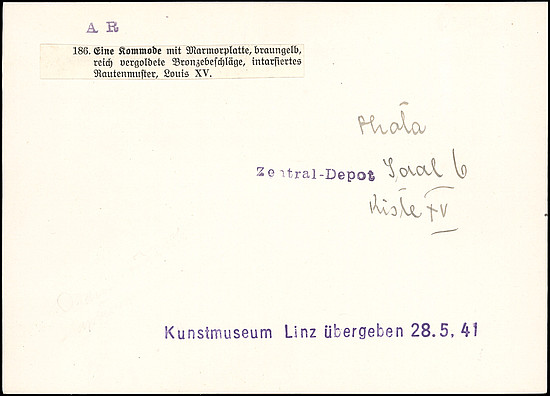 A R
186. Eine Kommode mit Marmorplatte, braungelb,
reich vergoldete Bronzebeschläge, intarsiertes
Rautenmuster, Louis XV.
Zentral-Depot Saal 6
Kiste XV
Kunstmuseum Linz übergeben 28.5, 41